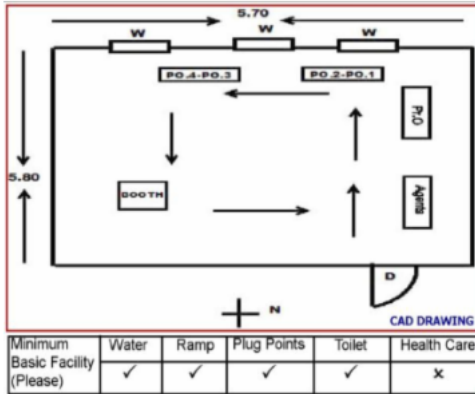 5.70
W W W
PO.4-PO.3 PO.2-PO.1
Pr.O
5.80
BOOTH
Agents
D
N
CAD DRAWING
Minimum Basic Facility (Please) Water Ramp Plug Points Toilet Health Care
✓ ✓ ✓ ✓ x